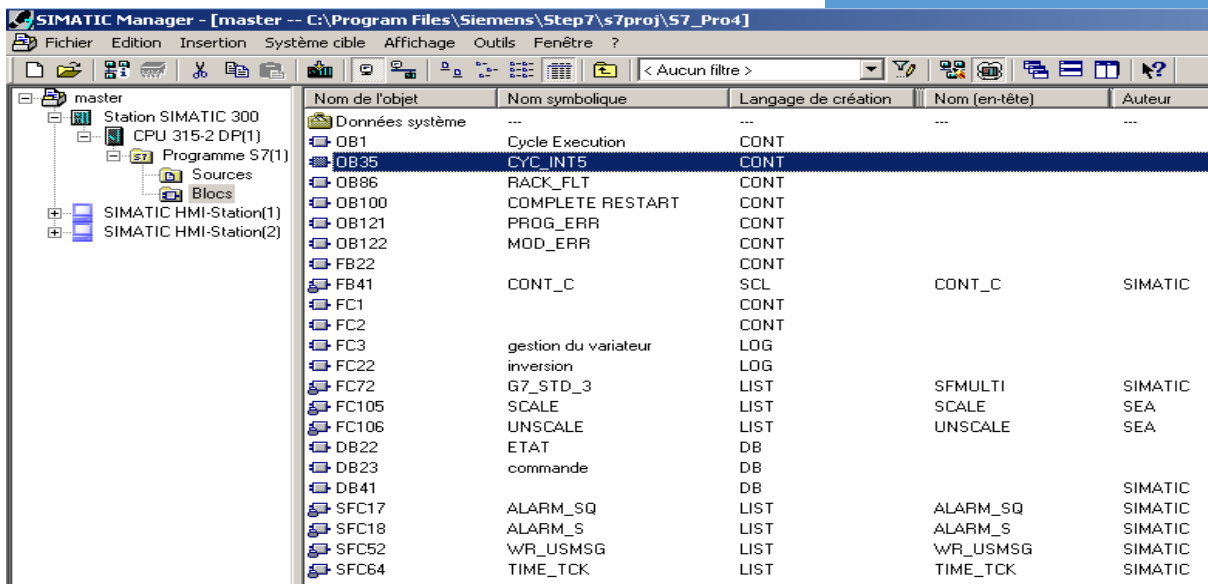 SIMATIC Manager - [master -- C:\Program Files\Siemens\Step7\s7proj\S7_Pro4]
Fichier Edition Insertion Système cible Affichage Outils Fenêtre ?
< Aucun filtre >
master
Station SIMATIC 300
CPU 315-2 DP(1)
Programme S7(1)
Sources
Blocs
SIMATIC HMI-Station(1)
SIMATIC HMI-Station(2)
Nom de l'objet Nom symbolique Langage de création Nom (en-tête) Auteur
Données système --- --- --- ---
OB1 Cycle Execution CONT
OB35 CYC_INT5 CONT
OB86 RACK_FLT CONT
OB100 COMPLETE RESTART CONT
OB121 PROG_ERR CONT
OB122 MOD_ERR CONT
FB22 CONT
FB41 CONT_C SCL CONT_C SIMATIC
FC1 CONT
FC2 CONT
FC3 gestion du variateur LOG
FC22 inversion LOG
FC72 G7_STD_3 LIST SFMULTI SIMATIC
FC105 SCALE LIST SCALE SEA
FC106 UNSCALE LIST UNSCALE SEA
DB22 ETAT DB
DB23 commande DB
DB41 DB SIMATIC
SFC17 ALARM_SQ LIST ALARM_SQ SIMATIC
SFC18 ALARM_S LIST ALARM_S SIMATIC
SFC52 WR_USMSG LIST WR_USMSG SIMATIC
SFC64 TIME_TCK LIST TIME_TCK SIMATIC